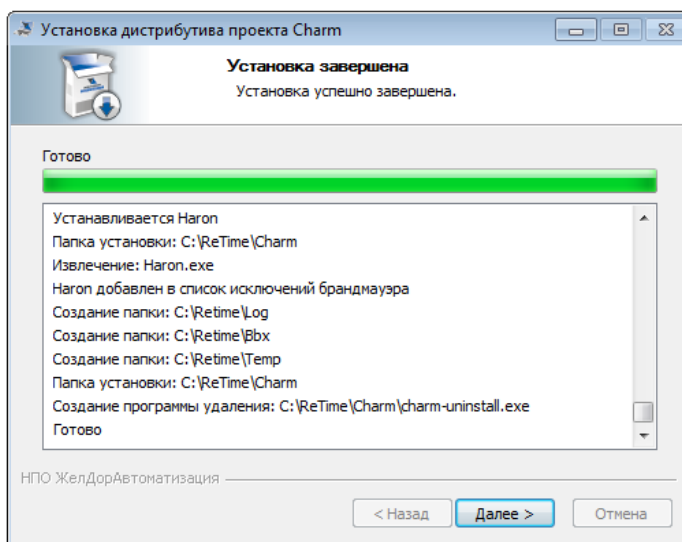 Установка дистрибутива проекта Charm
Установка завершена
Установка успешно завершена.
Готово
Устанавливается Haron
Папка установки: C:\ReTime\Charm
Извлечение: Haron.exe
Haron добавлен в список исключений брандмауэра
Создание папки: C:\Retime\Log
Создание папки: C:\Retime\Bbx
Создание папки: C:\Retime\Temp
Папка установки: C:\ReTime\Charm
Создание программы удаления: C:\ReTime\Charm\charm-uninstall.exe
Готово
НПО ЖелДорАвтоматизация
< Назад Далее > Отмена